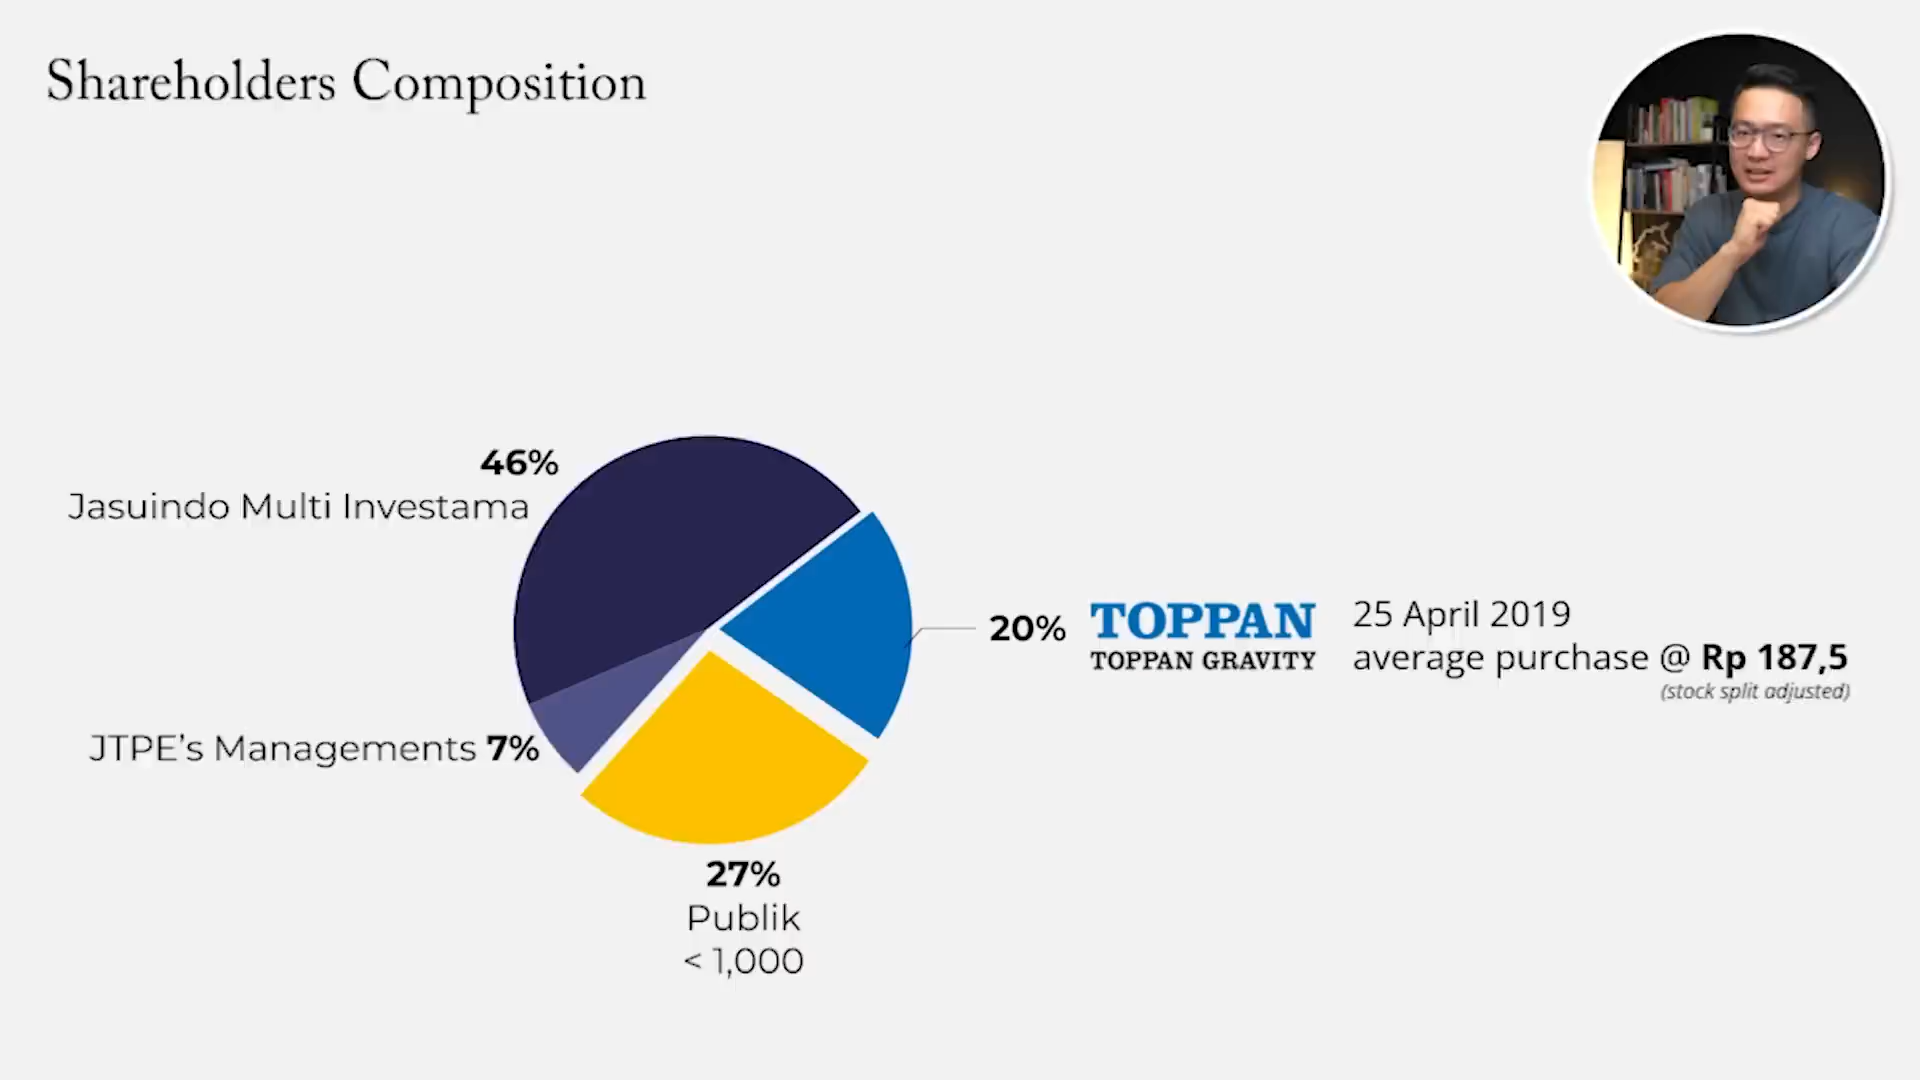 Shareholders Composition
46%
Jasuindo Multi Investama
JTPE's Managements 7%
27%
Publik
< 1,000
20%
TOPPAN
TOPPAN GRAVITY
25 April 2019
average purchase @ Rp 187,5
(stock split adjusted)